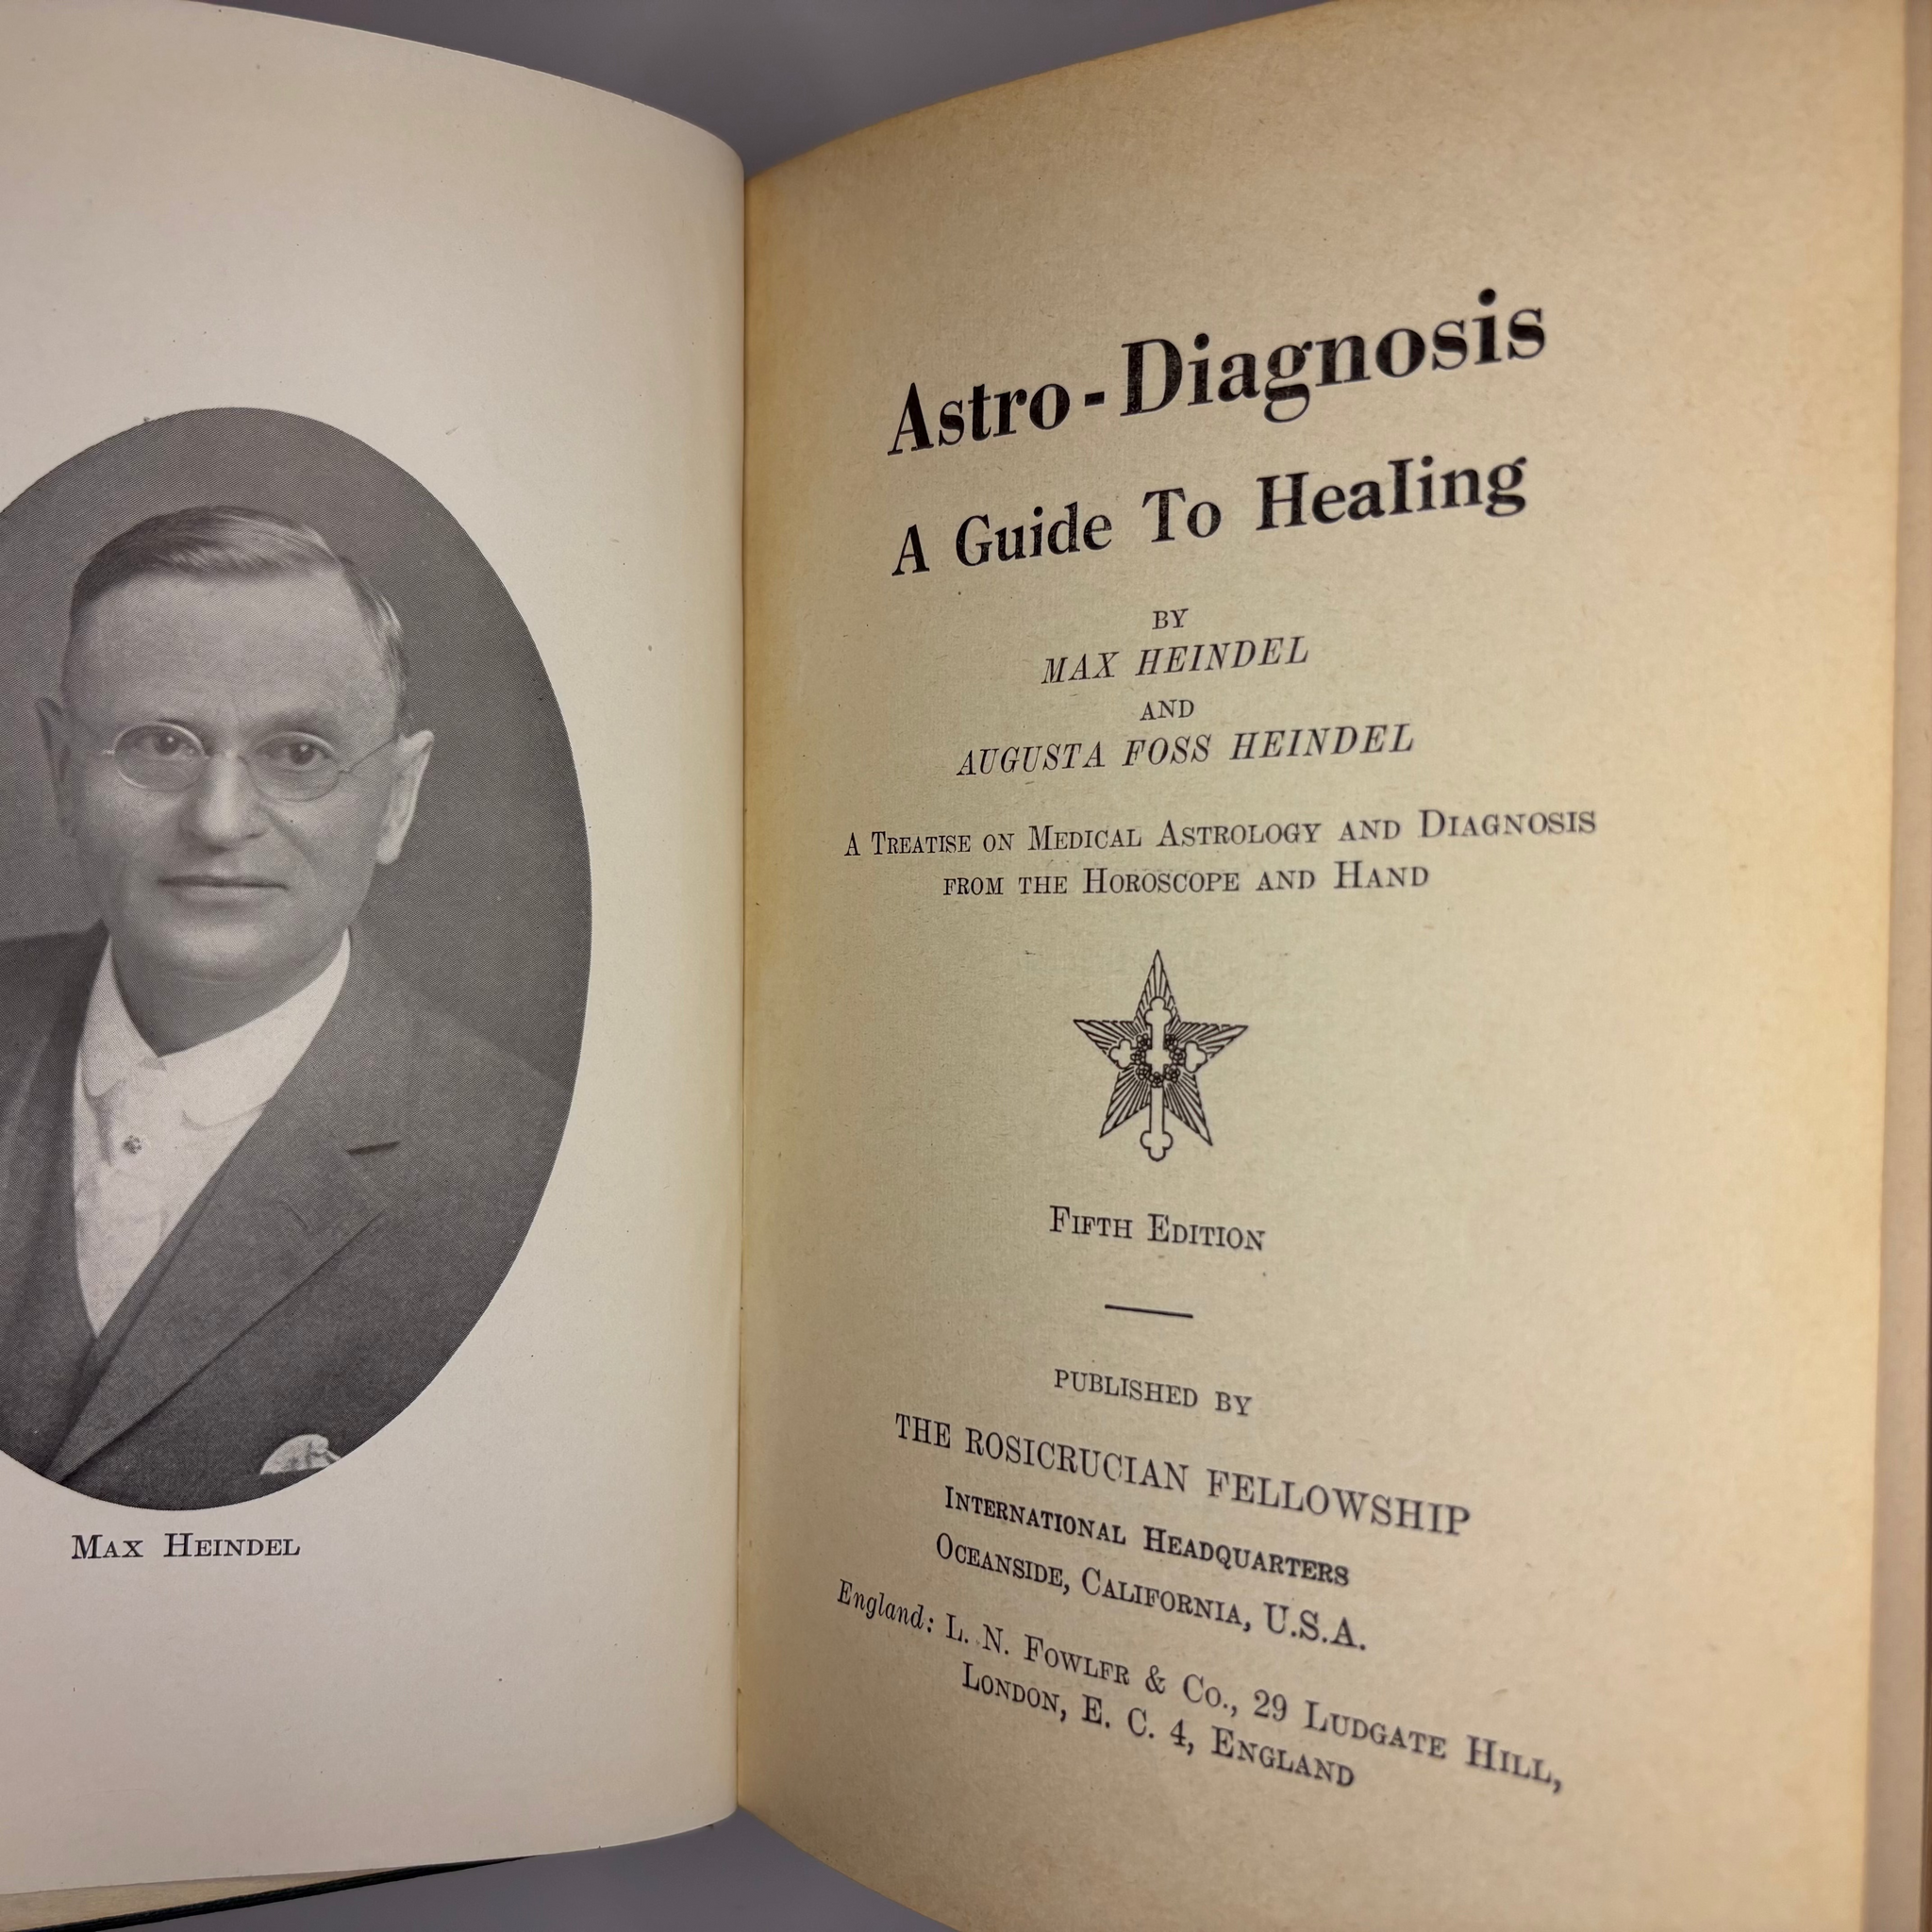 Max Heindel
Astro-Diagnosis
A Guide To Healing
BY
MAX HEINDEL
AND
AUGUSTA FOSS HEINDEL
A Treatise on Medical Astrology and Diagnosis
from the Horoscope and Hand
Fifth Edition
PUBLISHED BY
THE ROSICRUCIAN FELLOWSHIP
International Headquarters
Oceanside, California, U.S.A.
England: L. N. Fowlfr & Co., 29 Ludgate Hill,
London, E. C. 4, England